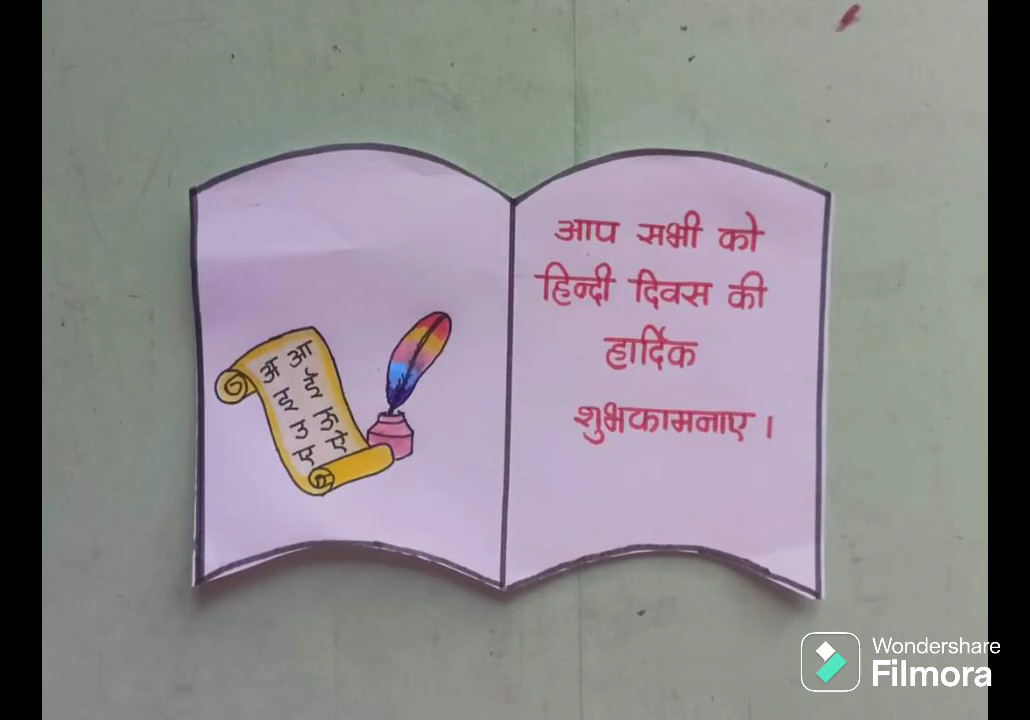 अ आ
इ ई
उ ऊ
ए ऐ
आप सभी को
हिन्दी दिवस की
हार्दिक
शुभकामनाए ।
Wondershare
Filmora